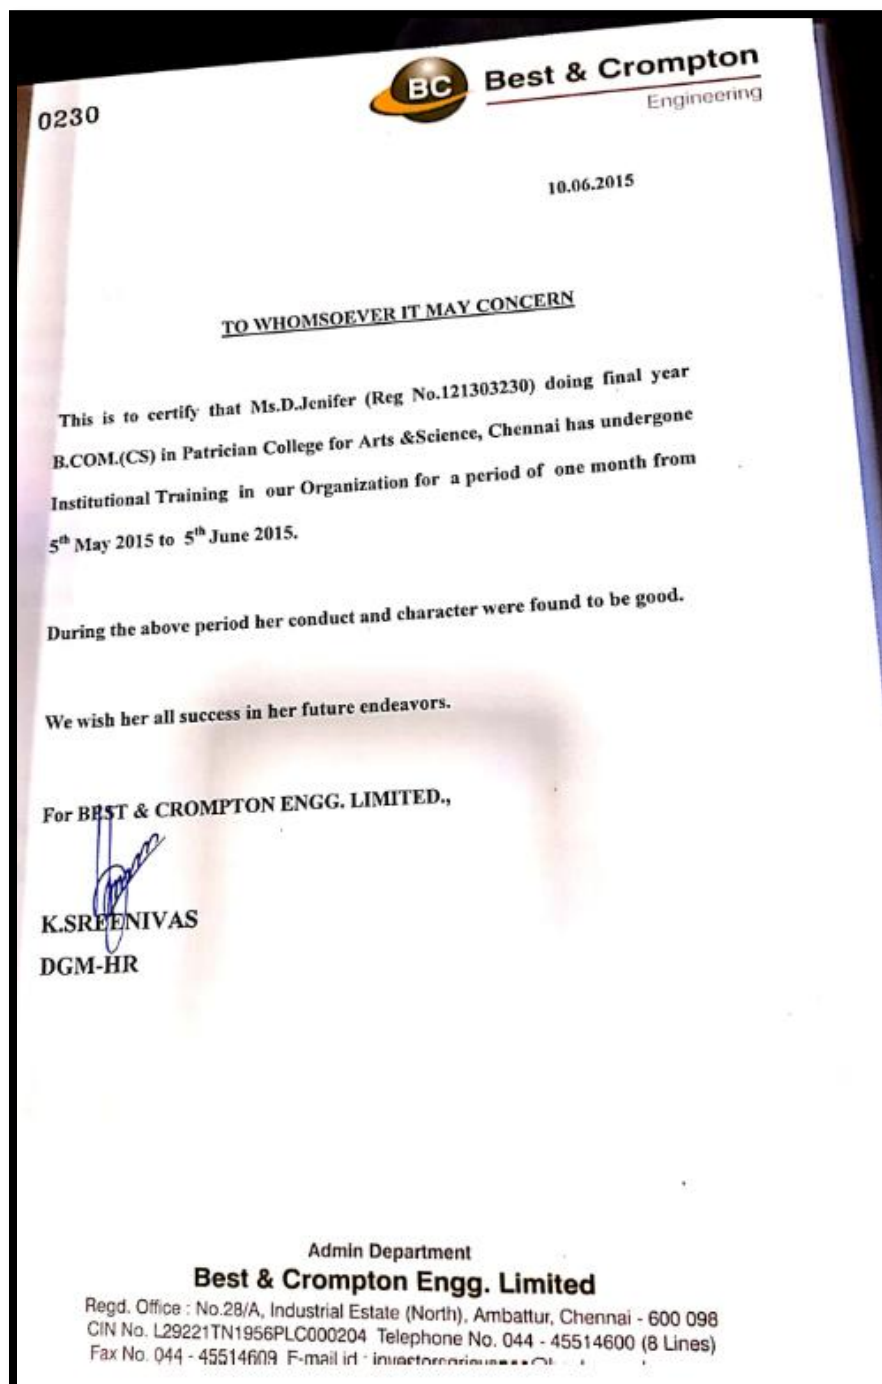 0230
BC Best & Crompton
Engineering
10.06.2015
TO WHOMSOEVER IT MAY CONCERN
This is to certify that Ms.D.Jenifer (Reg No.121303230) doing final year
B.COM.(CS) in Patrician College for Arts &Science, Chennai has undergone
Institutional Training in our Organization for a period of one month from
5th May 2015 to 5th June 2015.
During the above period her conduct and character were found to be good.
We wish her all success in her future endeavors.
For BEST & CROMPTON ENGG. LIMITED.,
K.SREENIVAS
DGM-HR
Admin Department
Best & Crompton Engg. Limited
Regd. Office : No.28/A, Industrial Estate (North), Ambattur, Chennai - 600 098
CIN No. L29221TN1956PLC000204 Telephone No. 044 - 45514600 (8 Lines)
Fax No. 044 - 45514609 E-mail id :